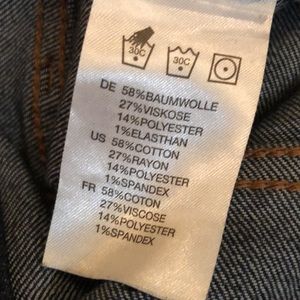 30C 30C
DE 58%BAUMWOLLE
27%VISKOSE
14%POLYESTER
1%ELASTHAN
US 58%COTTON
27%RAYON
14%POLYESTER
1%SPANDEX
FR 58%COTON
27%VISCOSE
14%POLYESTER
1%SPANDEX